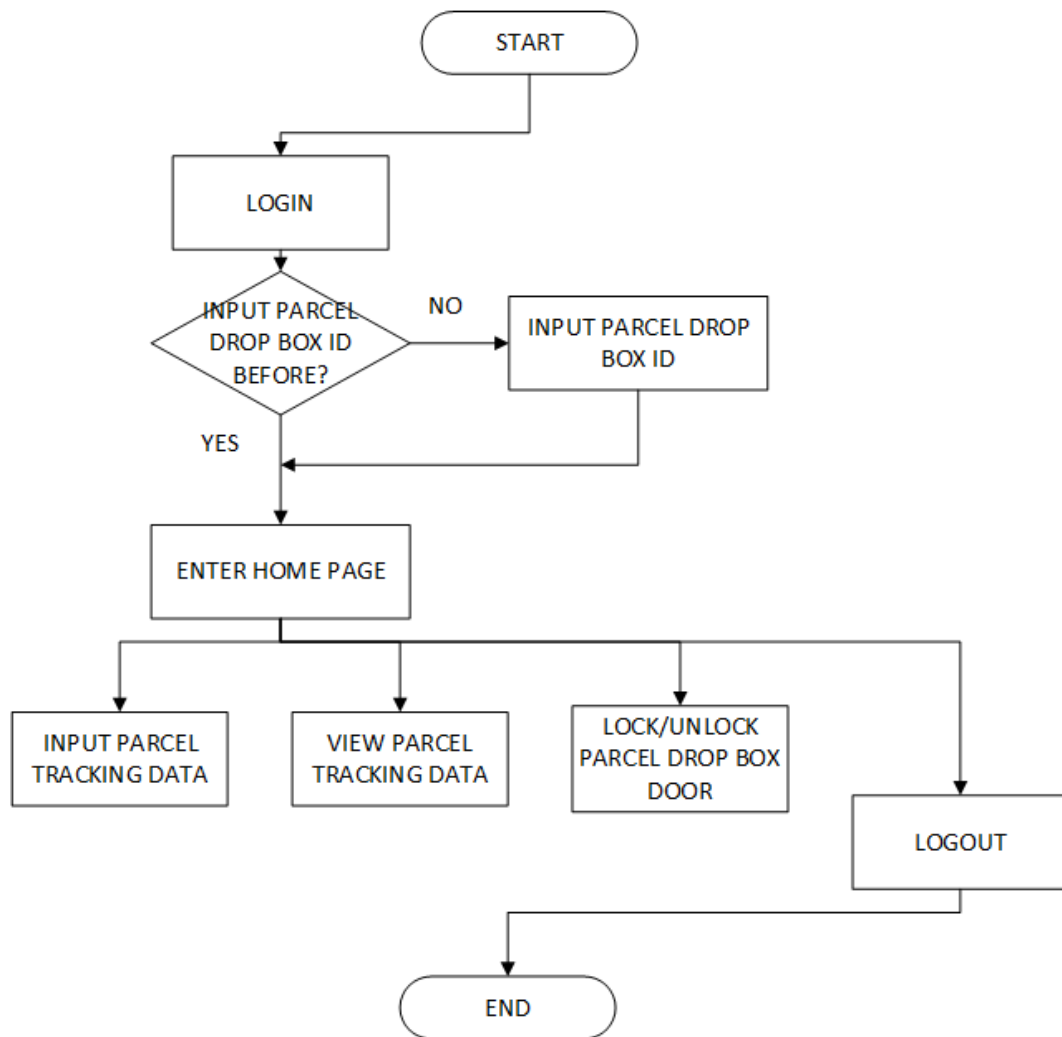 START
LOGIN
INPUT PARCEL
DROP BOX ID
BEFORE?
NO
INPUT PARCEL DROP
BOX ID
YES
ENTER HOME PAGE
INPUT PARCEL
TRACKING DATA
VIEW PARCEL
TRACKING DATA
LOCK/UNLOCK
PARCEL DROP BOX
DOOR
LOGOUT
END